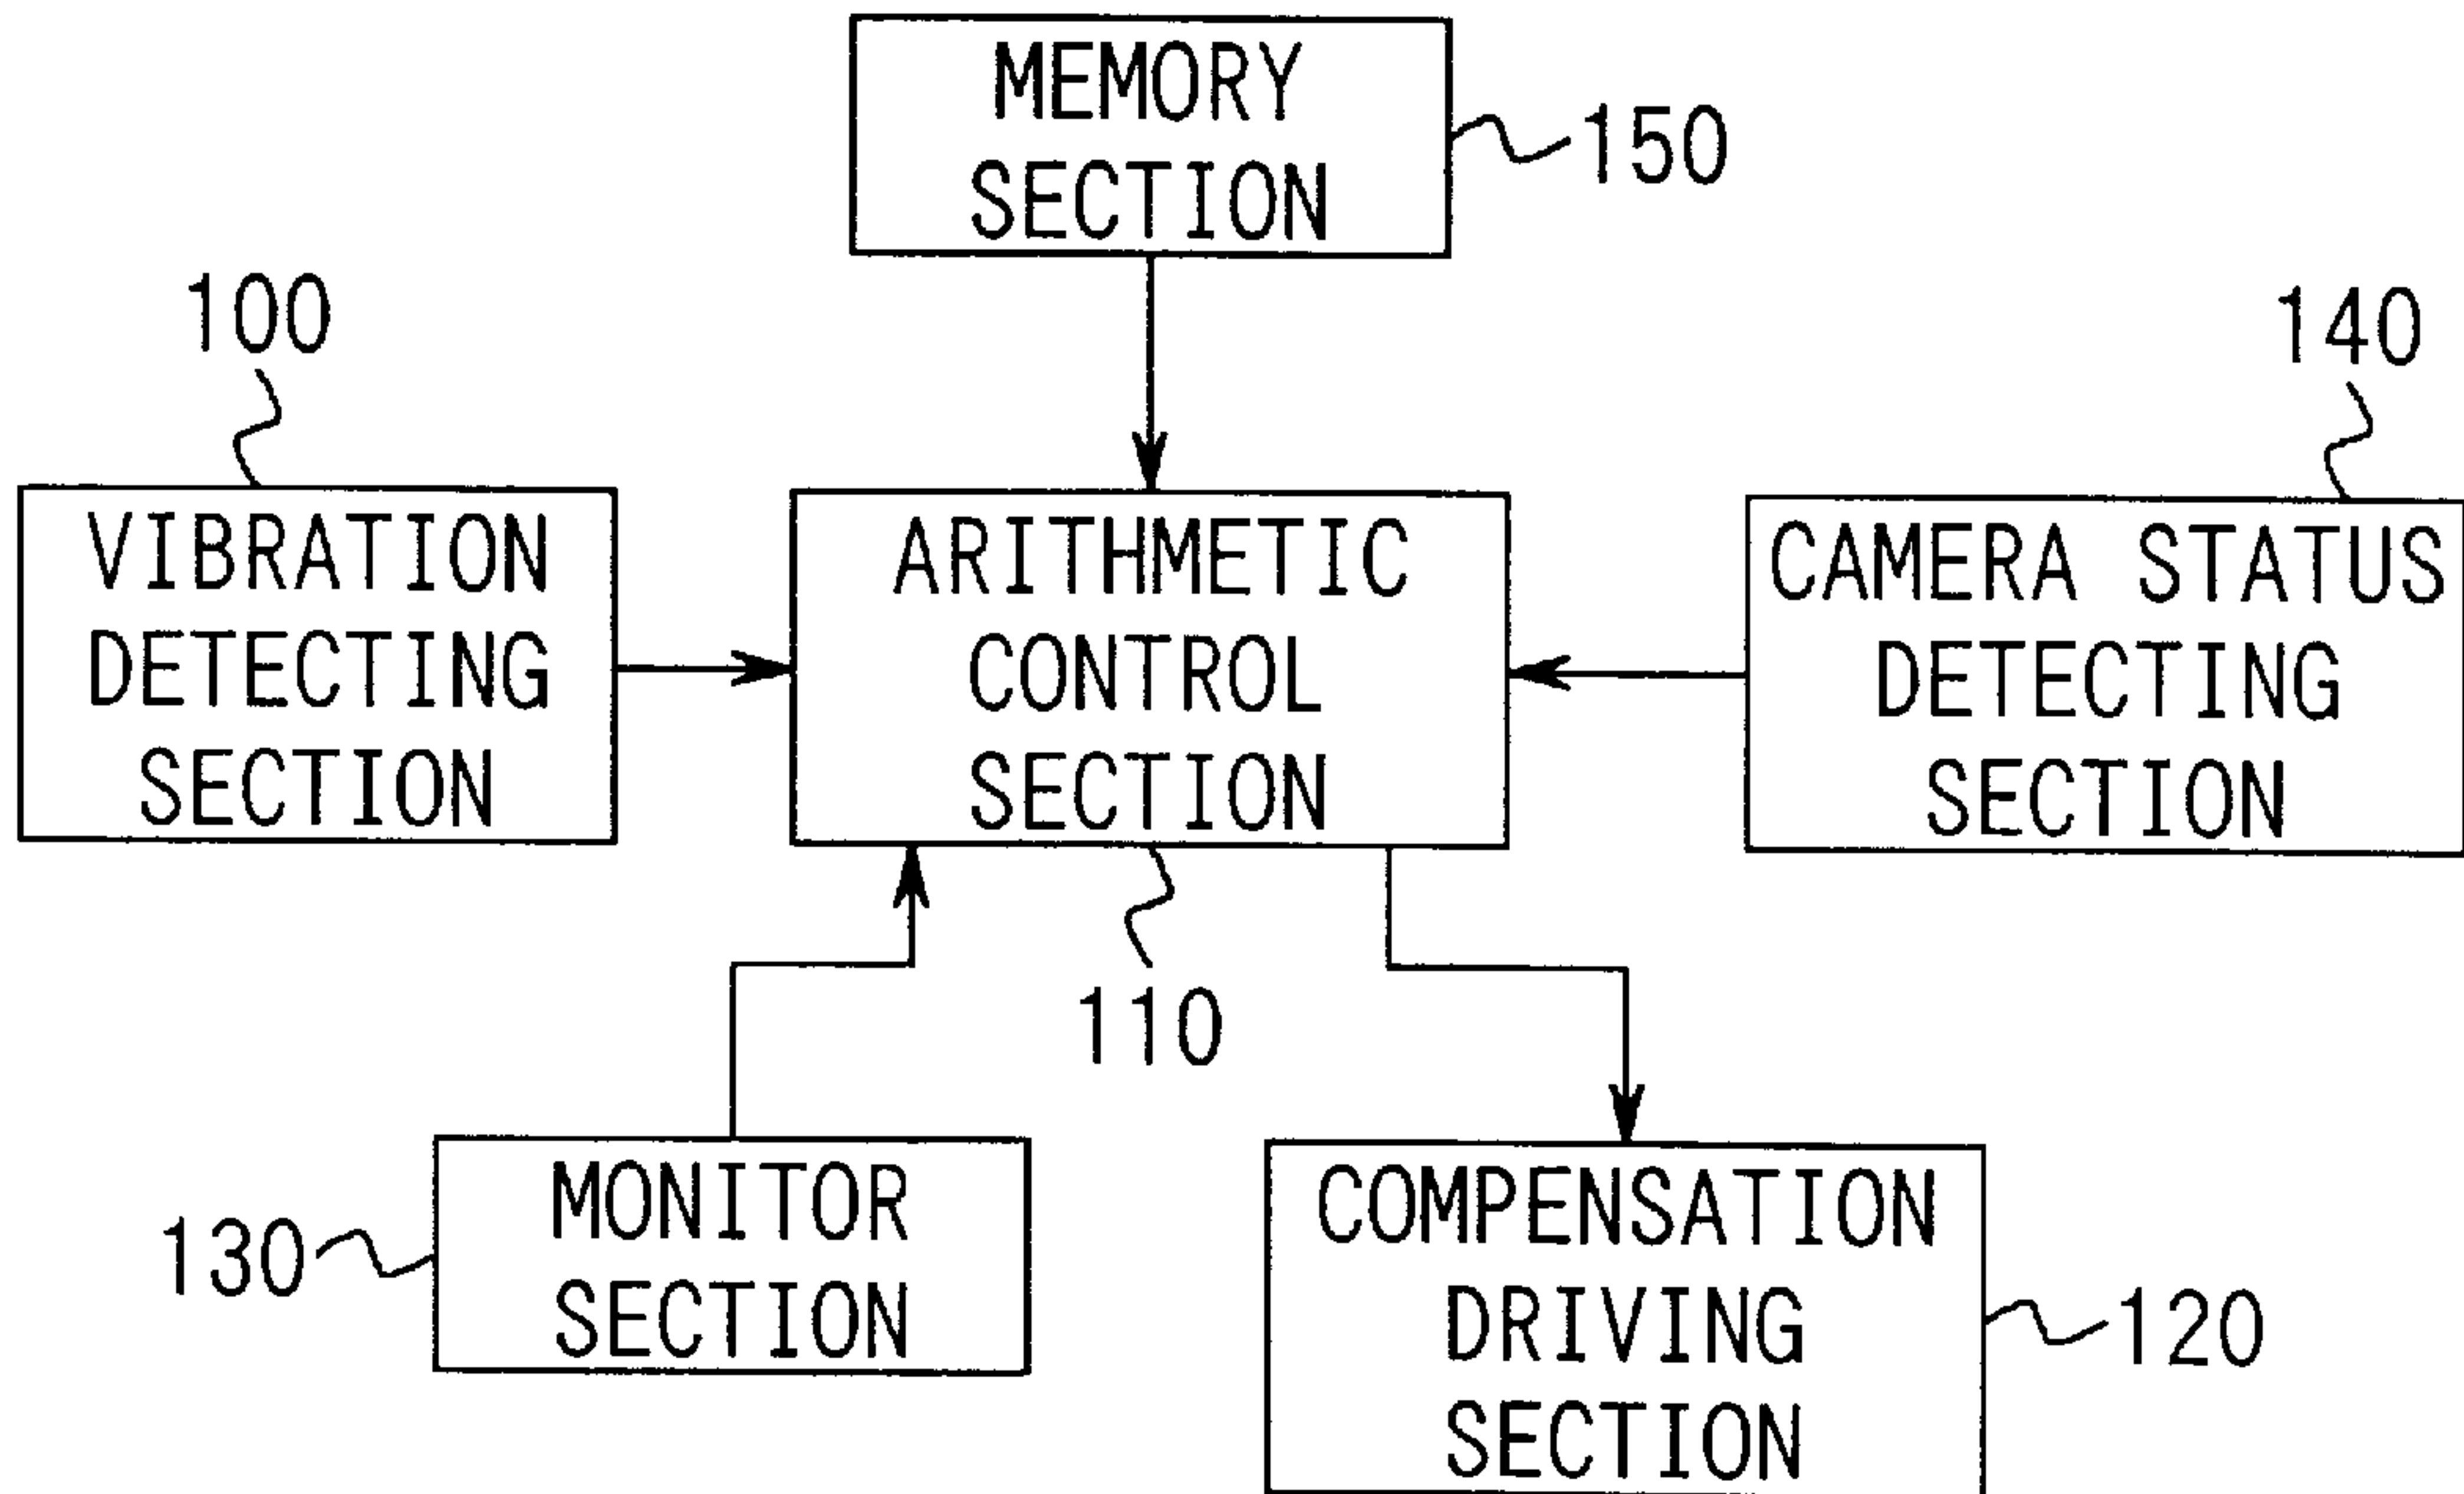 MEMORY
SECTION
150
100
140
VIBRATION
DETECTING
SECTION
ARITHMETIC
CONTROL
SECTION
CAMERA STATUS
DETECTING
SECTION
110
130
MONITOR
SECTION
COMPENSATION
DRIVING
SECTION
120